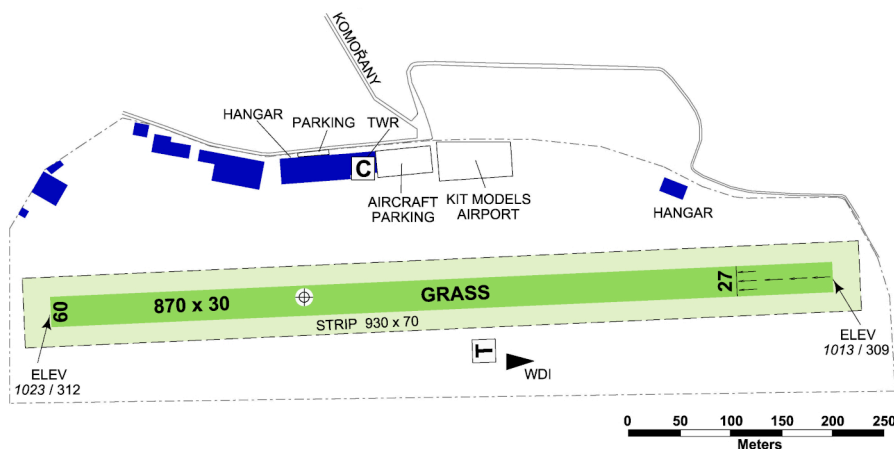 KOMOŘANY
HANGAR
PARKING
TWR
C
AIRCRAFT
PARKING
KIT MODELS
AIRPORT
HANGAR
09
870 x 30
GRASS
27
STRIP 930 x 70
ELEV
1023 / 312
ELEV
1013 / 309
T
WDI
0 50 100 150 200 250
Meters